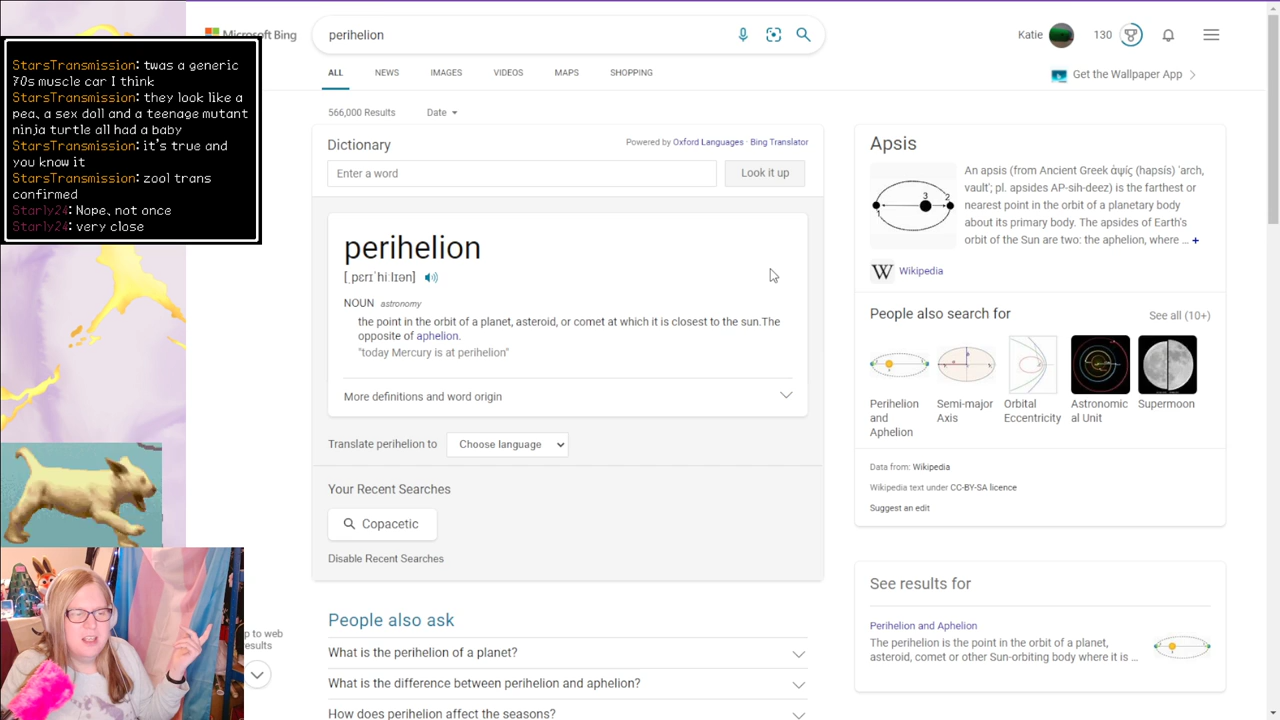 Microsoft Bing
perihelion
Katie
130
ALL
NEWS
IMAGES
VIDEOS
MAPS
SHOPPING
Get the Wallpaper App
StarsTransmission: twas a generic
70s muscle car I think
StarsTransmission: they look like a
pea, a sex doll and a teenage mutant
ninja turtle all had a baby
StarsTransmission: it's true and
you know it
StarsTransmission: zool trans
confirmed
Starly24: Nope, not once
Starly24: very close
566,000 Results
Date
Dictionary
Powered by Oxford Languages · Bing Translator
Enter a word
Look it up
perihelion
[ˌpɛrɪˈhiːlɪən]
NOUN astronomy
the point in the orbit of a planet, asteroid, or comet at which it is closest to the sun.The
opposite of aphelion.
"today Mercury is at perihelion"
More definitions and word origin
Translate perihelion to
Choose language
Your Recent Searches
Copacetic
Disable Recent Searches
p to web
esults
People also ask
What is the perihelion of a planet?
What is the difference between perihelion and aphelion?
How does perihelion affect the seasons?
Apsis
1
3
2
An apsis (from Ancient Greek ἁψίς (hapsís) 'arch,
vault'; pl. apsides AP-sih-deez) is the farthest or
nearest point in the orbit of a planetary body
about its primary body. The apsides of Earth's
orbit of the Sun are two: the aphelion, where ... +
W
Wikipedia
People also search for
See all (10+)
Perihelion
and
Aphelion
Semi-major
Axis
Orbital
Eccentricity
Astronomic
al Unit
Supermoon
Data from: Wikipedia
Wikipedia text under CC-BY-SA licence
Suggest an edit
See results for
Perihelion and Aphelion
The perihelion is the point in the orbit of a planet,
asteroid, comet or other Sun-orbiting body where it is ...